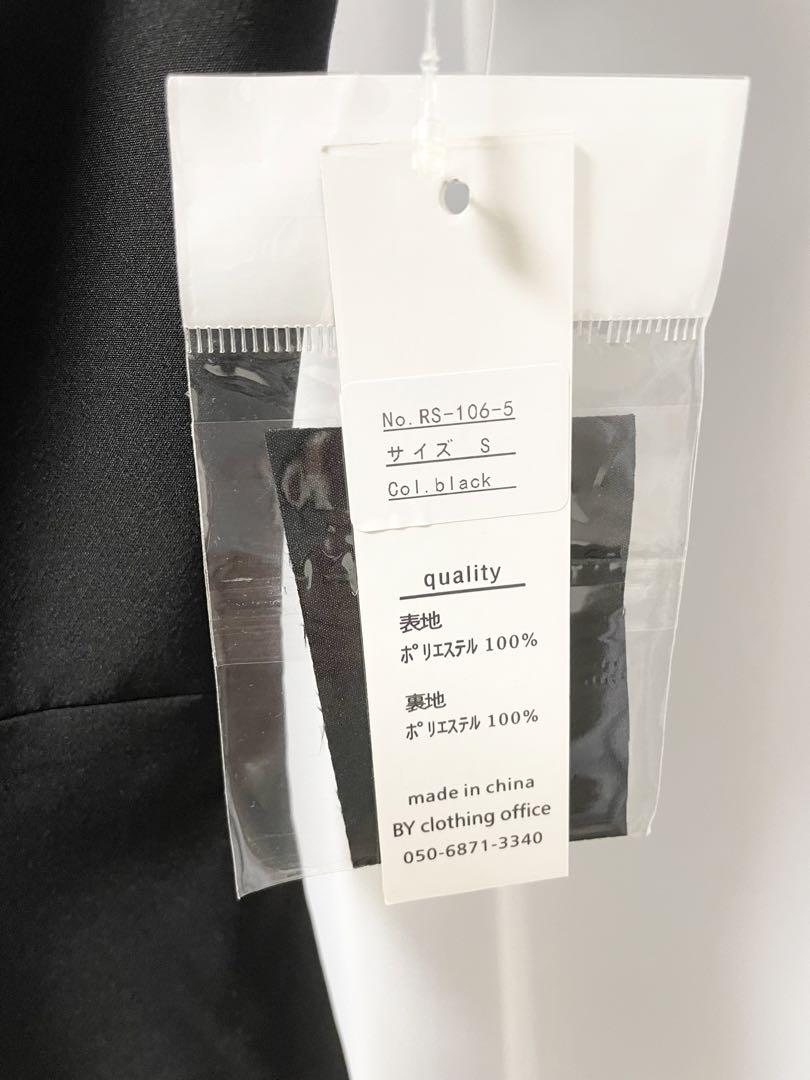 No.RS-106-5
サイズ S
Col.black
quality
表地
ポリエステル 100%
裏地
ポリエステル 100%
made in china
BY clothing office
050-6871-3340